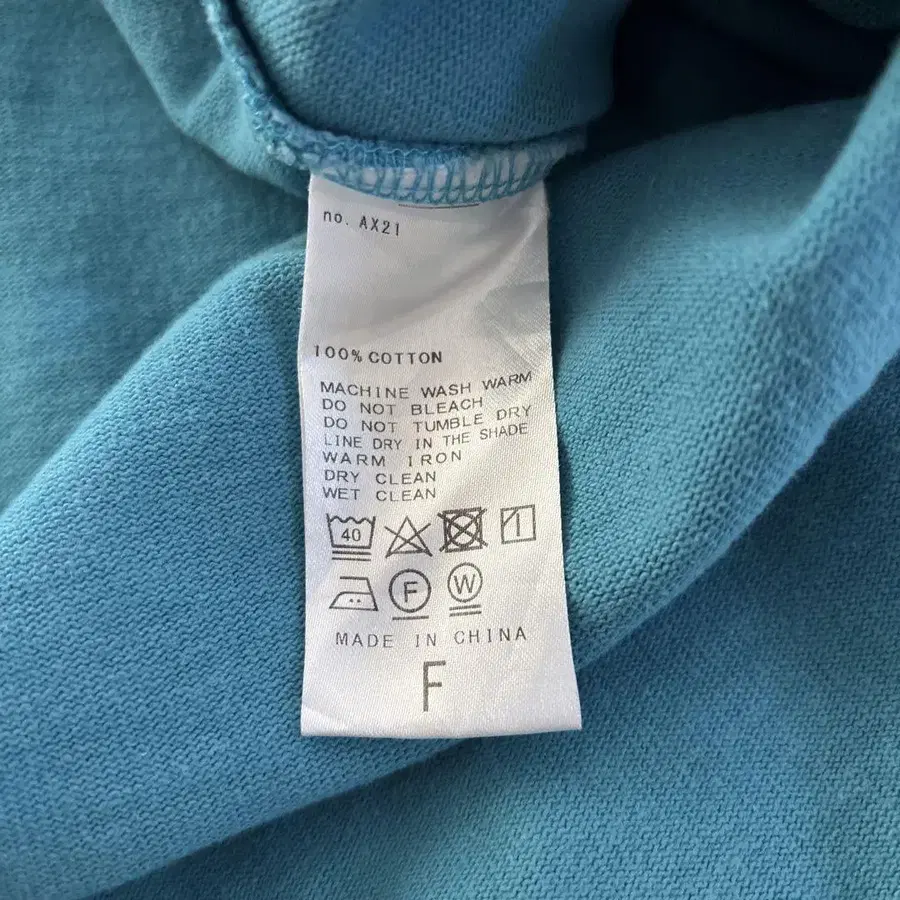 no. AX21
100% COTTON
MACHINE WASH WARM
DO NOT BLEACH
DO NOT TUMBLE DRY
LINE DRY IN THE SHADE
WARM IRON
DRY CLEAN
WET CLEAN
40
F W
MADE IN CHINA
F